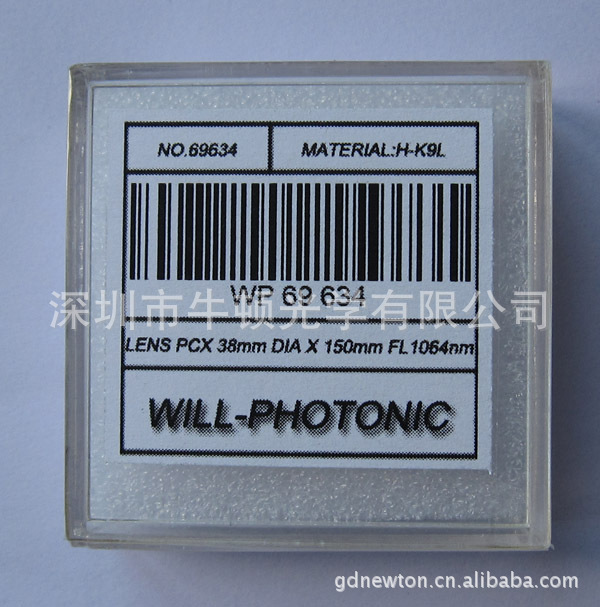 NO.69634 MATERIAL:H-K9L
WP 69 634
深圳市牛顿光学有限公司
LENS PCX 38mm DIA X 150mm FL1064nm
WILL-PHOTONIC
gdnewton.cn.alibaba.com